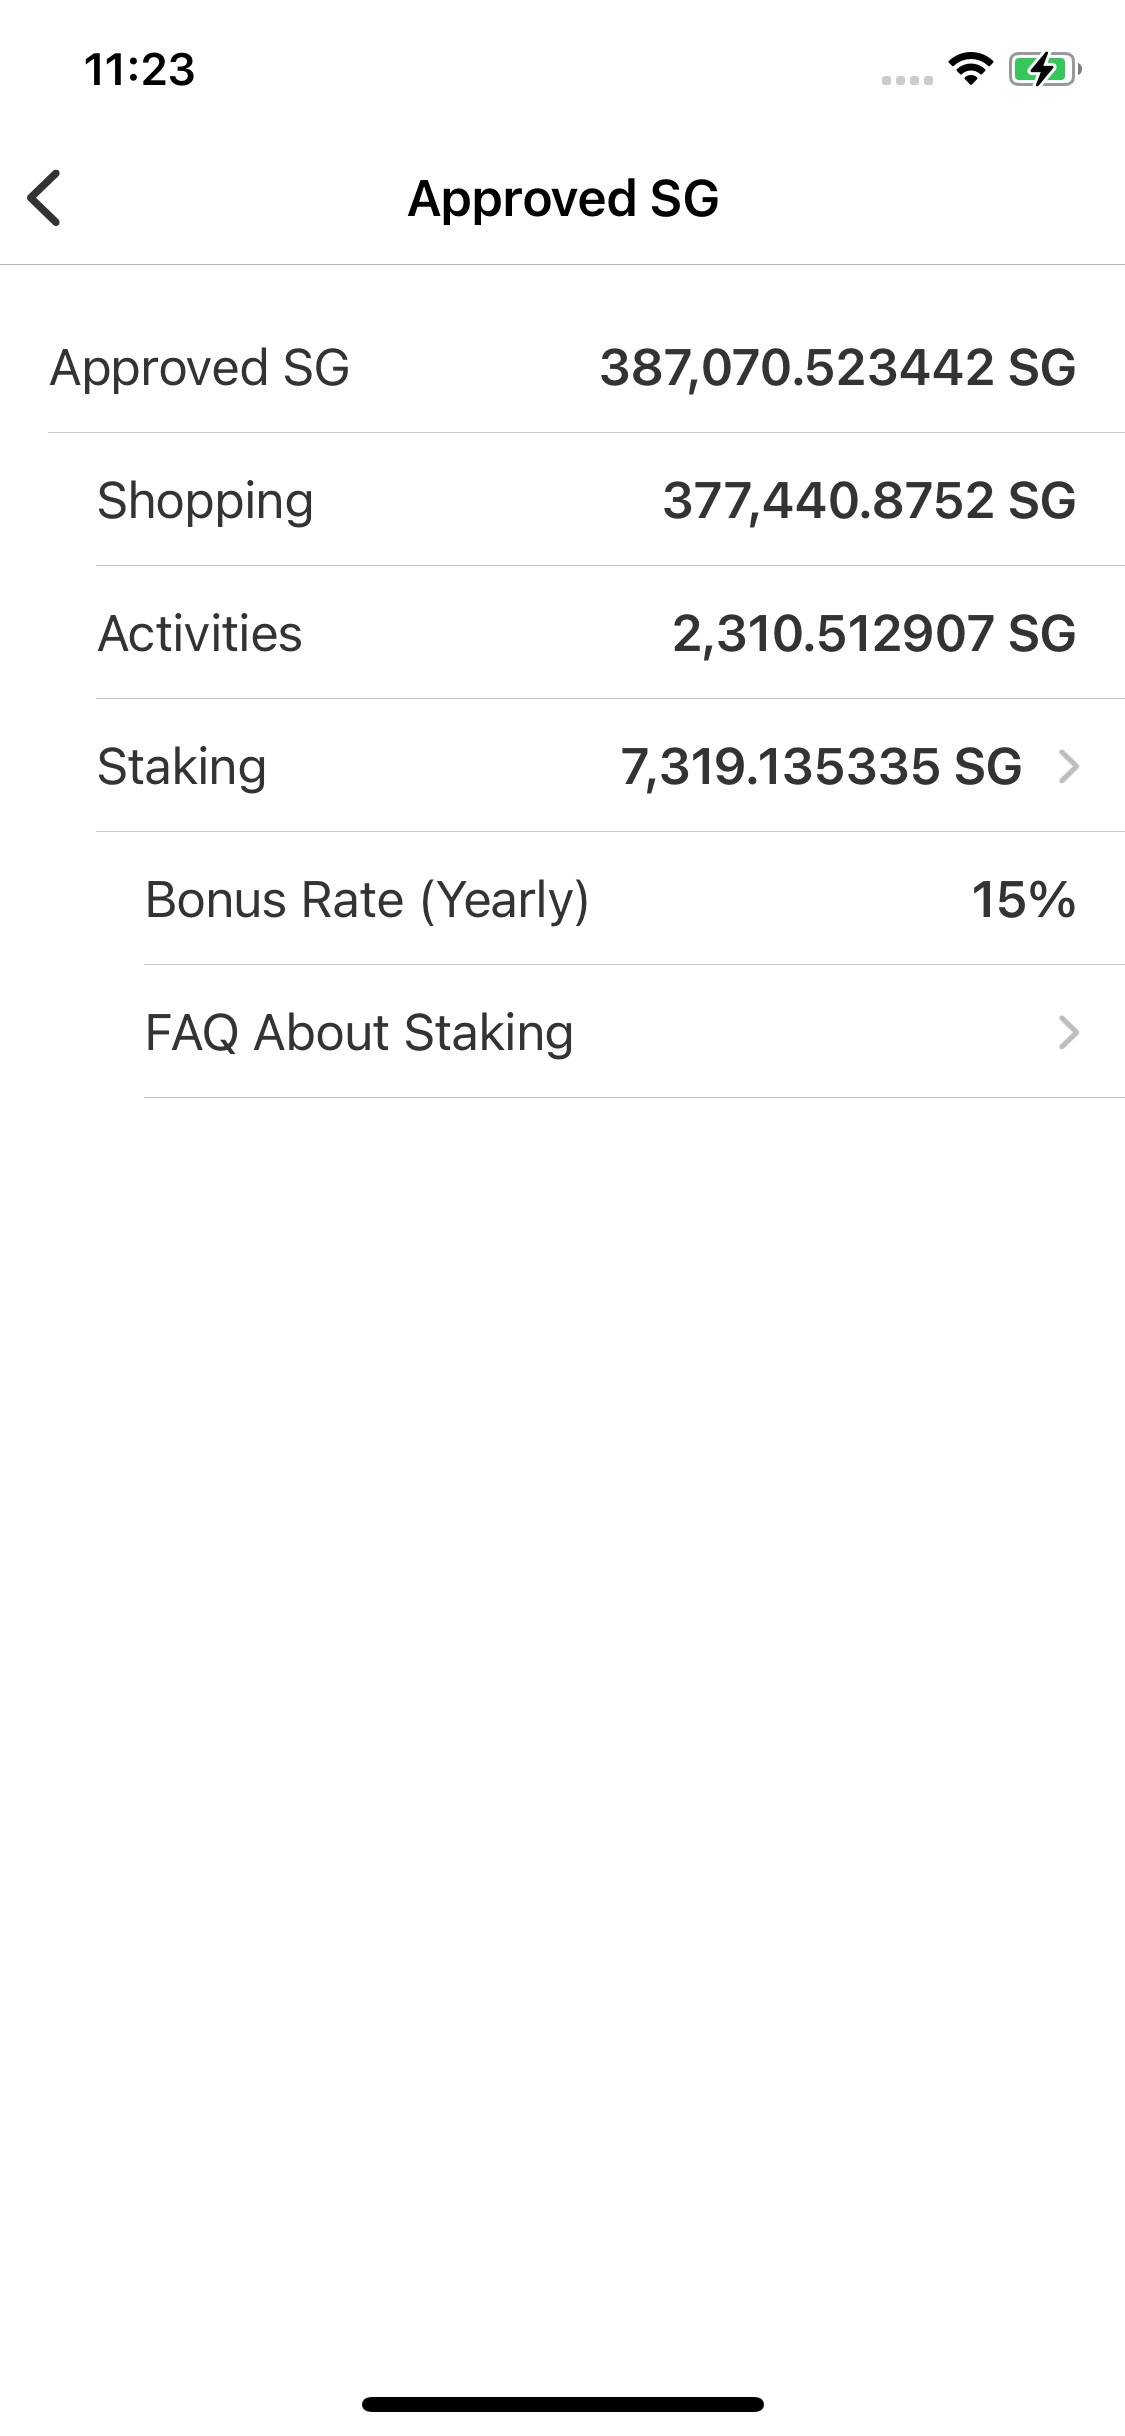 11:23
Approved SG
Approved SG 387,070.523442 SG
Shopping 377,440.8752 SG
Activities 2,310.512907 SG
Staking 7,319.135335 SG
Bonus Rate (Yearly) 15%
FAQ About Staking